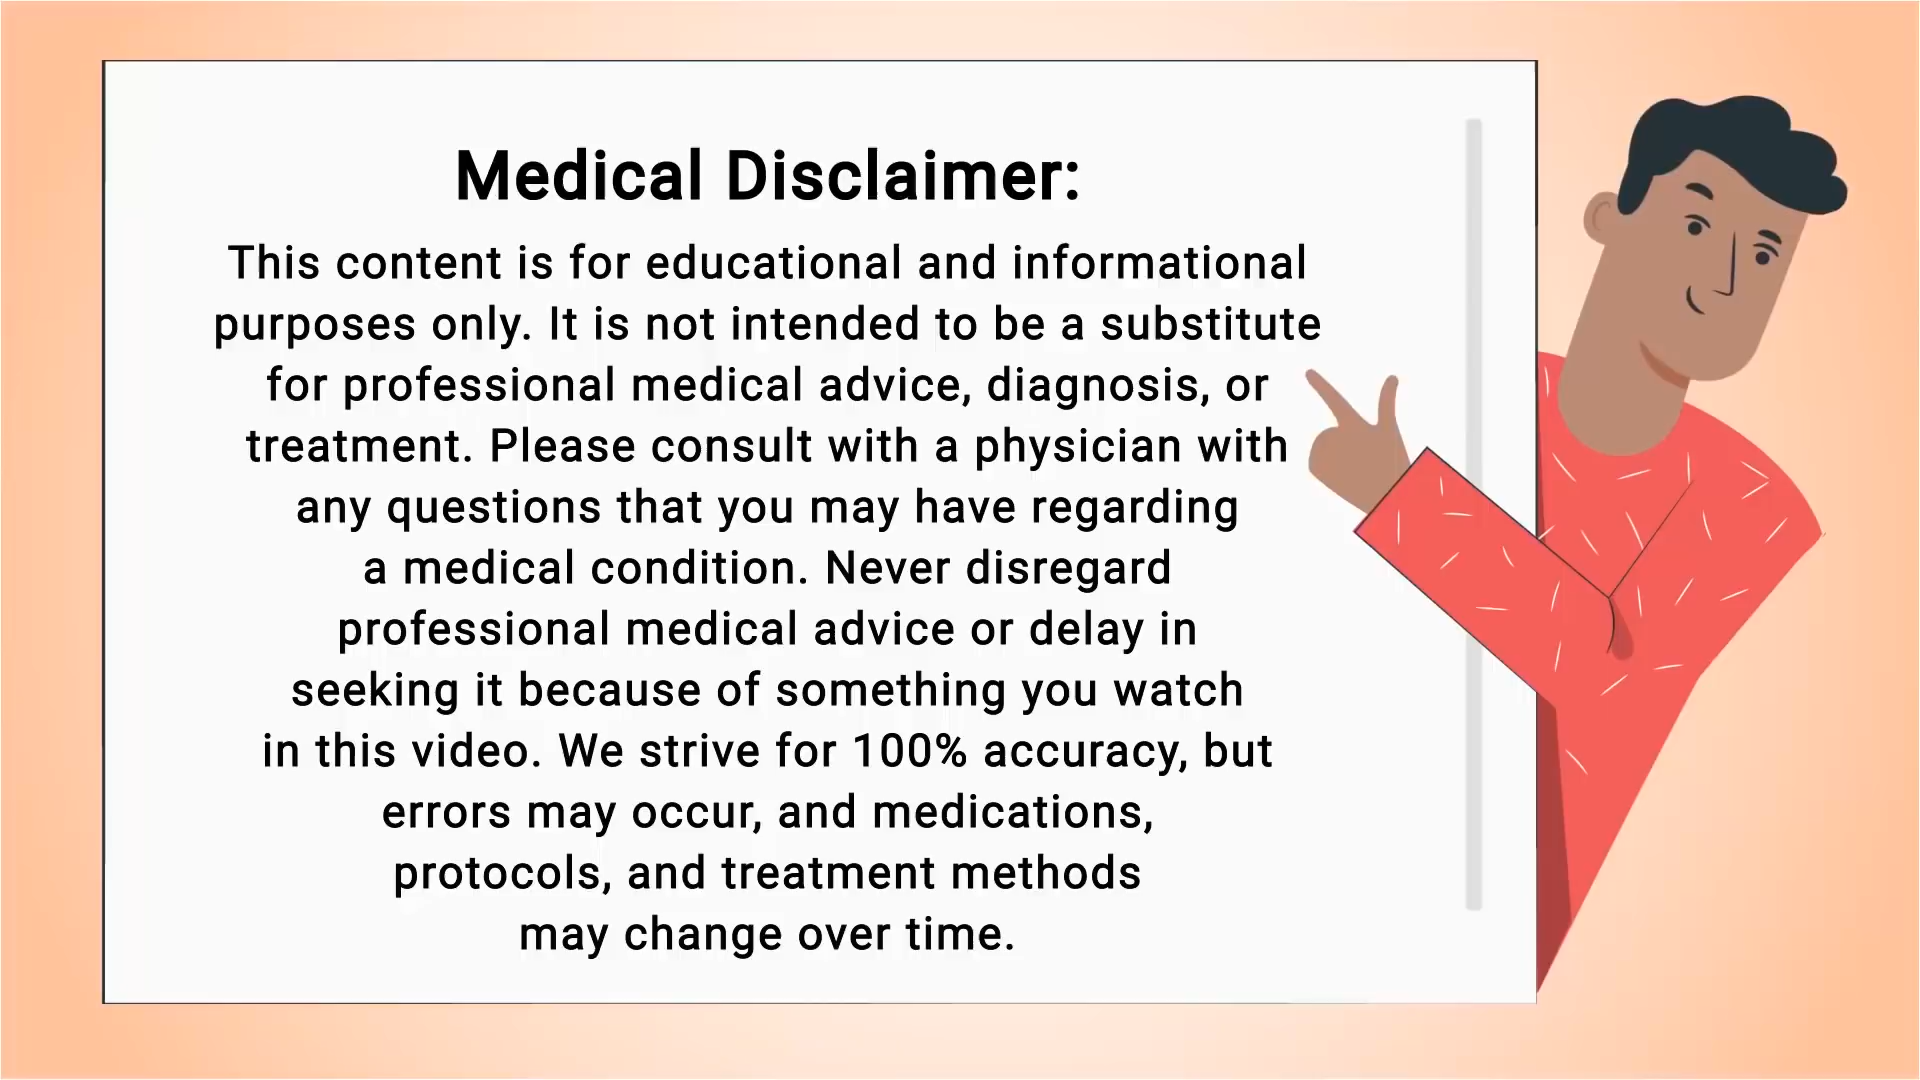 Medical Disclaimer:
This content is for educational and informational
purposes only. It is not intended to be a substitute
for professional medical advice, diagnosis, or
treatment. Please consult with a physician with
any questions that you may have regarding
a medical condition. Never disregard
professional medical advice or delay in
seeking it because of something you watch
in this video. We strive for 100% accuracy, but
errors may occur, and medications,
protocols, and treatment methods
may change over time.